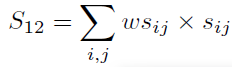 S_{12} = \sum_{i,j} ws_{ij} \times s_{ij}